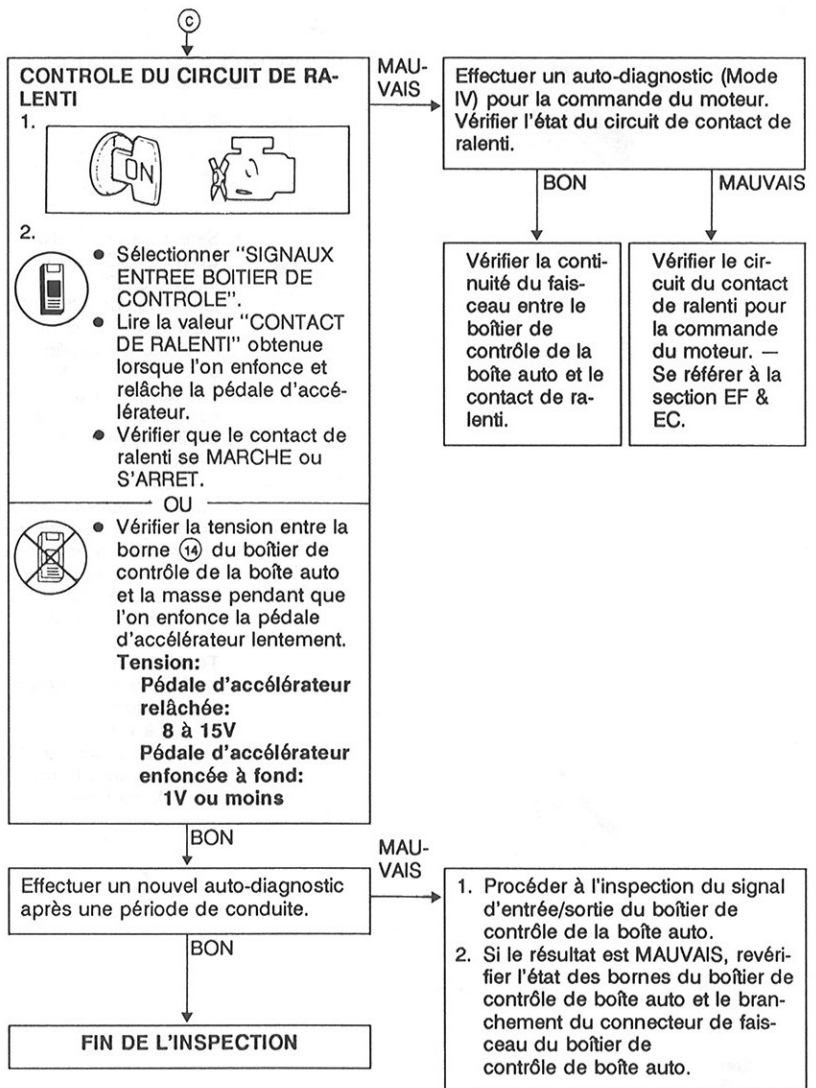 C
CONTROLE DU CIRCUIT DE RA-
LENTI
1.
ON
2.
● Sélectionner “SIGNAUX
ENTREE BOITIER DE
CONTROLE”.
● Lire la valeur “CONTACT
DE RALENTI” obtenue
lorsque l'on enfonce et
relâche la pédale d'accé-
lérateur.
● Vérifier que le contact de
ralenti se MARCHE ou
S'ARRET.
OU
● Vérifier la tension entre la
borne 14 du boîtier de
contrôle de la boîte auto
et la masse pendant que
l'on enfonce la pédale
d'accélérateur lentement.
Tension:
Pédale d'accélérateur
relâchée:
8 à 15V
Pédale d'accélérateur
enfoncée à fond:
1V ou moins
MAU-
VAIS
Effectuer un auto-diagnostic (Mode
IV) pour la commande du moteur.
Vérifier l'état du circuit de contact de
ralenti.
BON
MAUVAIS
Vérifier la conti-
nuité du fais-
ceau entre le
boîtier de
contrôle de la
boîte auto et le
contact de ra-
lenti.
Vérifier le cir-
cuit du contact
de ralenti pour
la commande
du moteur. —
Se référer à la
section EF &
EC.
BON
Effectuer un nouvel auto-diagnostic
après une période de conduite.
MAU-
VAIS
1. Procéder à l'inspection du signal
d'entrée/sortie du boîtier de
contrôle de la boîte auto.
2. Si le résultat est MAUVAIS, revéri-
fier l'état des bornes du boîtier de
contrôle de boîte auto et le bran-
chement du connecteur de fais-
ceau du boîtier de
contrôle de boîte auto.
BON
FIN DE L'INSPECTION